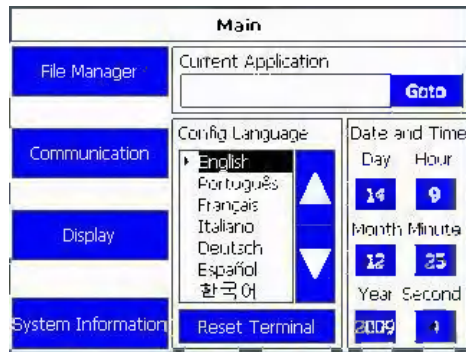 Main
File Manager
Communication
Display
System Information
Current Application
Goto
Config Language
English
Português
Français
Italiano
Deutsch
Español
한국어
Reset Terminal
Date and Time
Day Hour
14 9
Month Minute
12 25
Year Second
2009